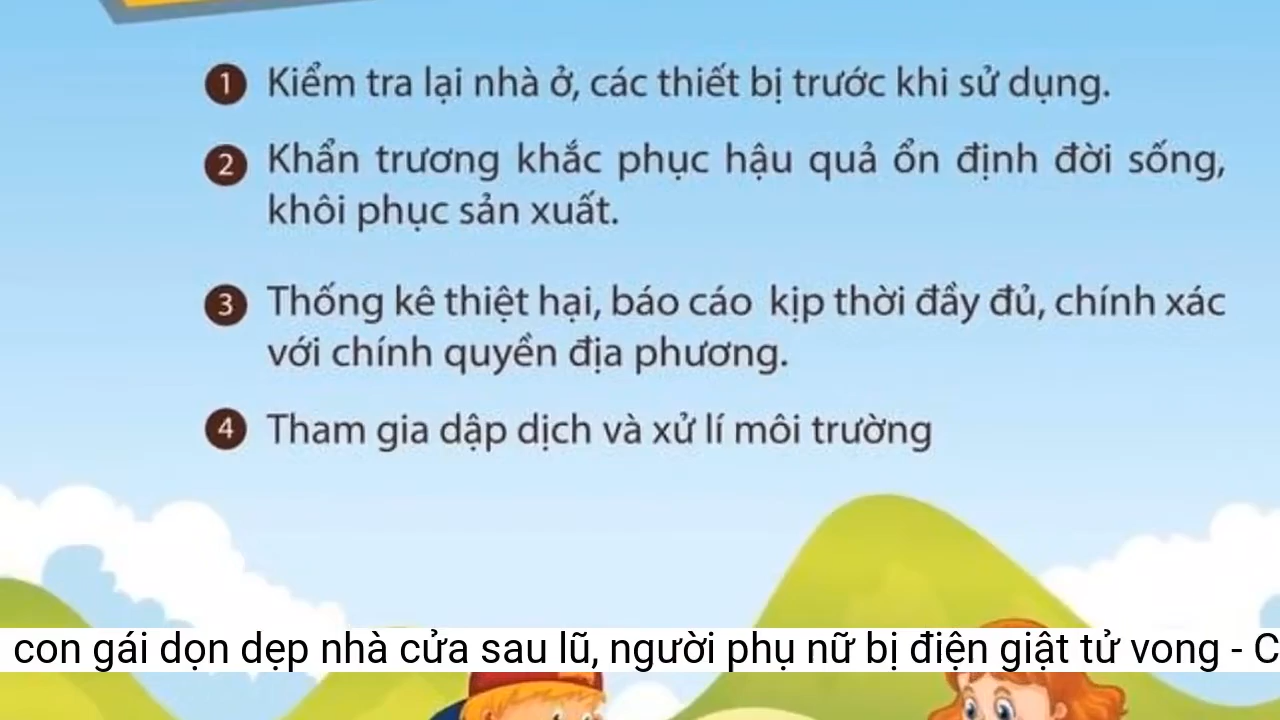 1 Kiểm tra lại nhà ở, các thiết bị trước khi sử dụng.
2 Khẩn trương khắc phục hậu quả ổn định đời sống,
khôi phục sản xuất.
3 Thống kê thiệt hại, báo cáo kịp thời đầy đủ, chính xác
với chính quyền địa phương.
4 Tham gia dập dịch và xử lí môi trường
con gái dọn dẹp nhà cửa sau lũ, người phụ nữ bị điện giật tử vong - C